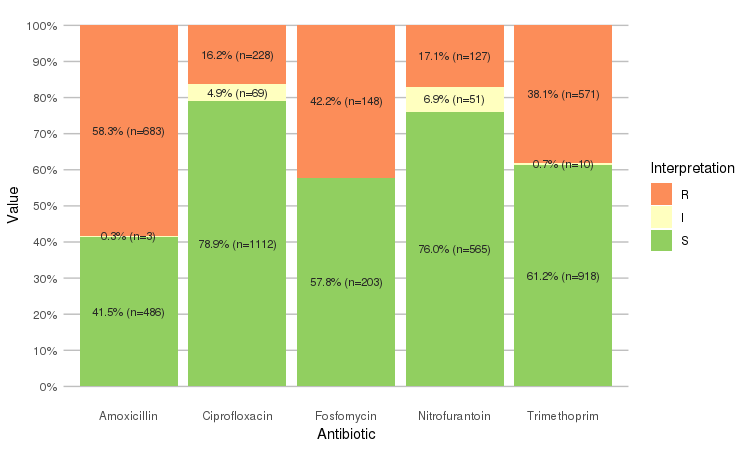 100%
90%
80%
70%
60%
50%
40%
30%
20%
10%
0%
Value
58.3% (n=683)
0.3% (n=3)
41.5% (n=486)
16.2% (n=228)
4.9% (n=69)
78.9% (n=1112)
42.2% (n=148)
57.8% (n=203)
17.1% (n=127)
6.9% (n=51)
76.0% (n=565)
38.1% (n=571)
0.7% (n=10)
61.2% (n=918)
Amoxicillin Ciprofloxacin Fosfomycin Nitrofurantoin Trimethoprim
Antibiotic
Interpretation
R
I
S